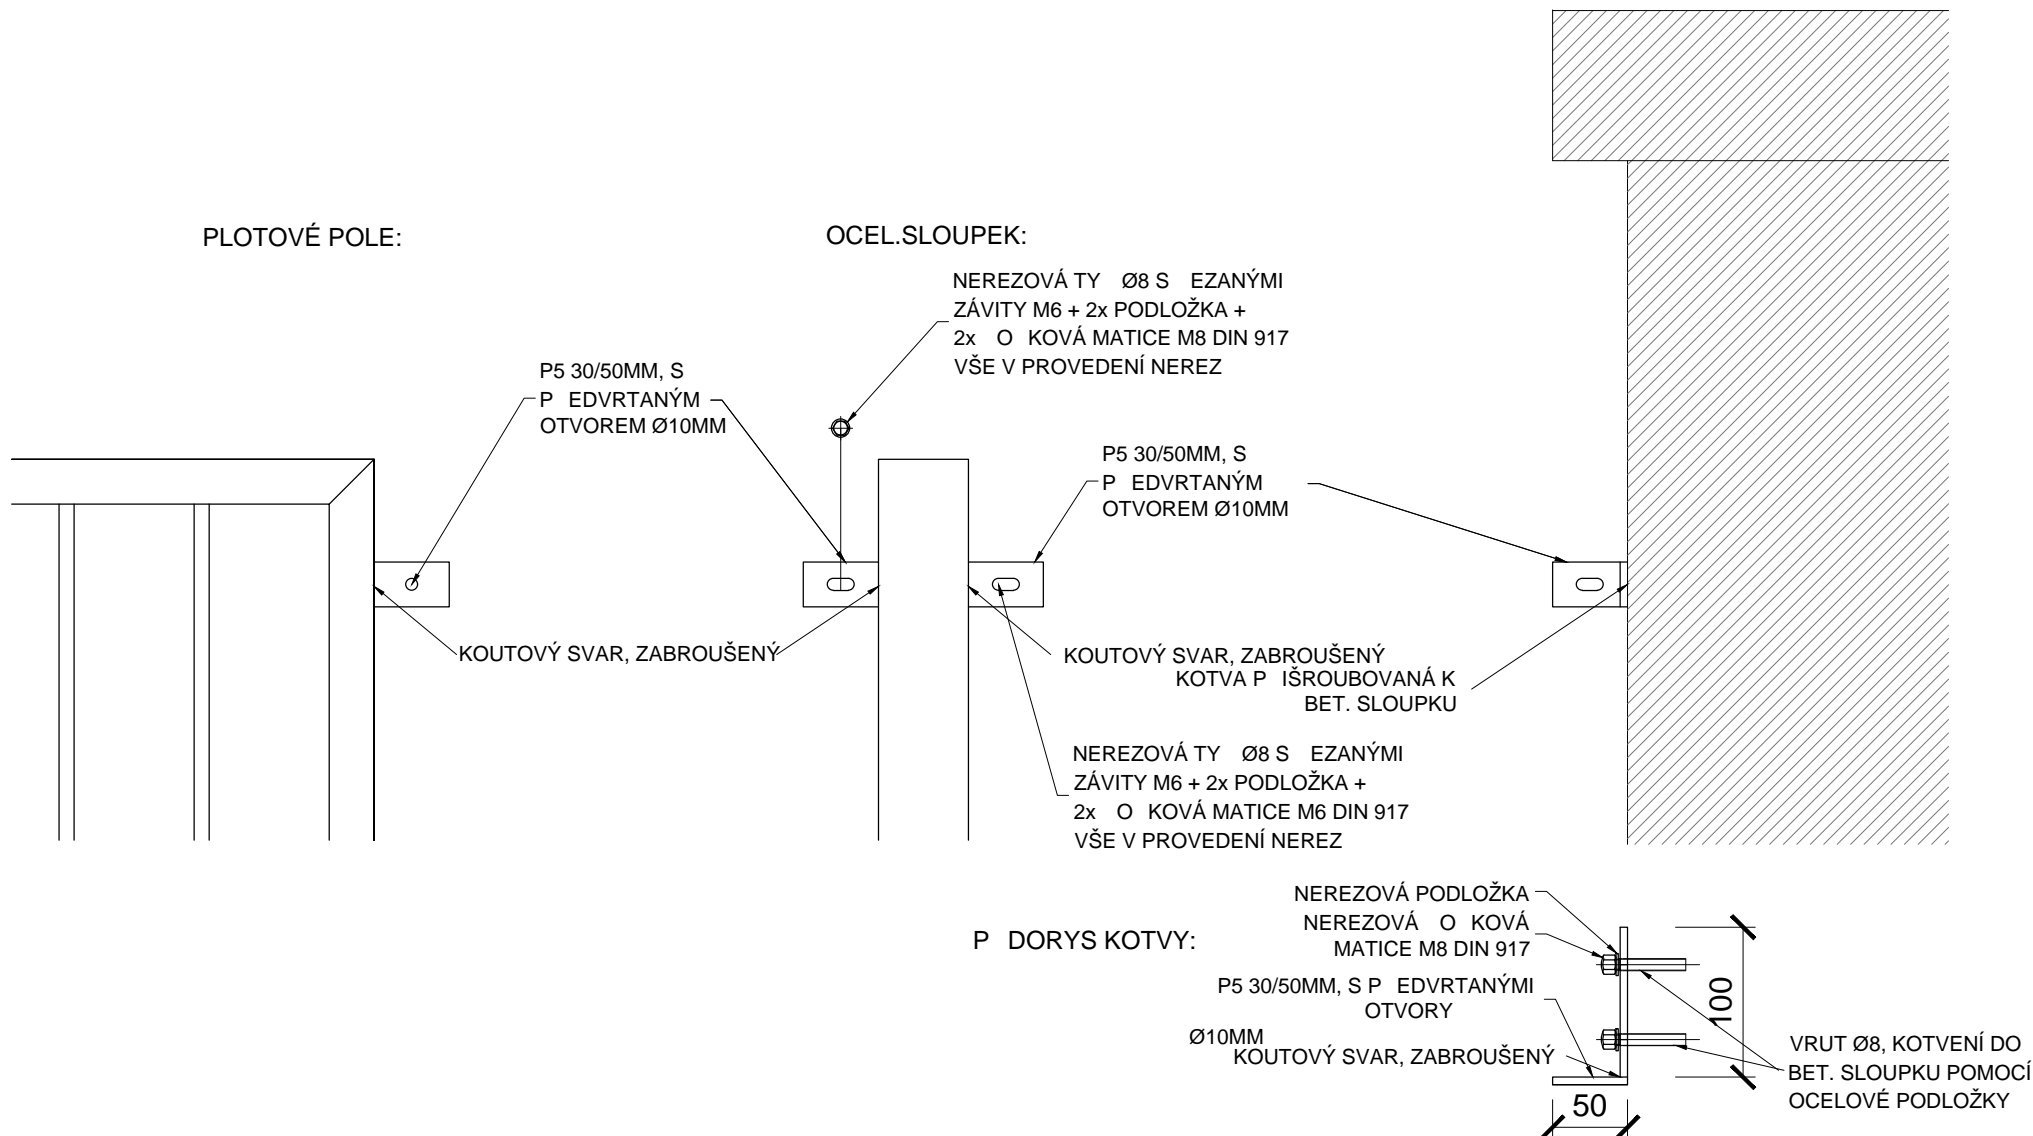 PLOTOVÉ POLE:
OCEL.SLOUPEK:
NEREZOVÁ TY Ø8 S EZANÝMI
ZÁVITY M6 + 2x PODLOŽKA +
2x O KOVÁ MATICE M8 DIN 917
VŠE V PROVEDENÍ NEREZ
P5 30/50MM, S
P EDVRTANÝM
OTVOREM Ø10MM
P5 30/50MM, S
P EDVRTANÝM
OTVOREM Ø10MM
KOUTOVÝ SVAR, ZABROUŠENÝ
KOUTOVÝ SVAR, ZABROUŠENÝ
KOTVA P IŠROUBOVANÁ K
BET. SLOUPKU
NEREZOVÁ TY Ø8 S EZANÝMI
ZÁVITY M6 + 2x PODLOŽKA +
2x O KOVÁ MATICE M6 DIN 917
VŠE V PROVEDENÍ NEREZ
P DORYS KOTVY:
NEREZOVÁ PODLOŽKA
NEREZOVÁ O KOVÁ
MATICE M8 DIN 917
P5 30/50MM, S P EDVRTANÝMI
OTVORY
Ø10MM
KOUTOVÝ SVAR, ZABROUŠENÝ
100
50
VRUT Ø8, KOTVENÍ DO
BET. SLOUPKU POMOCÍ
OCELOVÉ PODLOŽKY